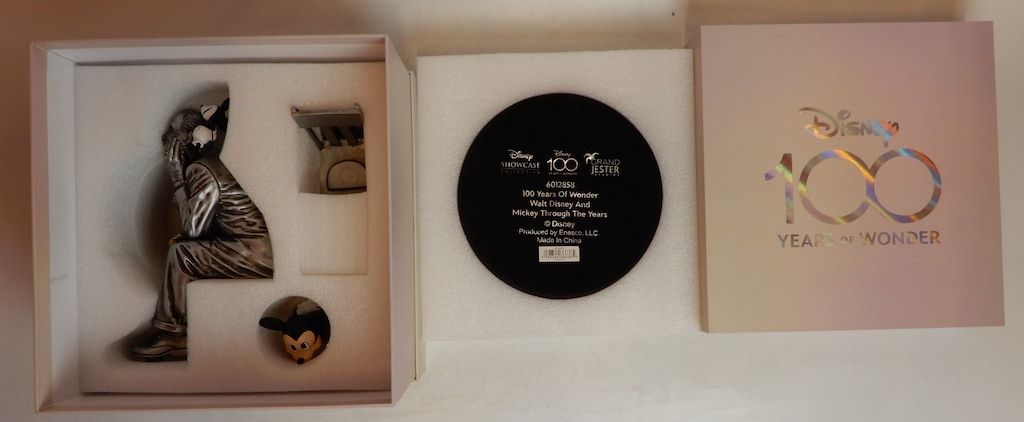 Disney
SHOWCASE
COLLECTION
Disney
100
YEARS OF WONDER
GRAND
JESTER
STUDIOS
6012858
100 Years Of Wonder
Walt Disney And
Mickey Through The Years
© Disney
Produced by Enesco, LLC
Made in China
Disney
100
YEARS OF WONDER